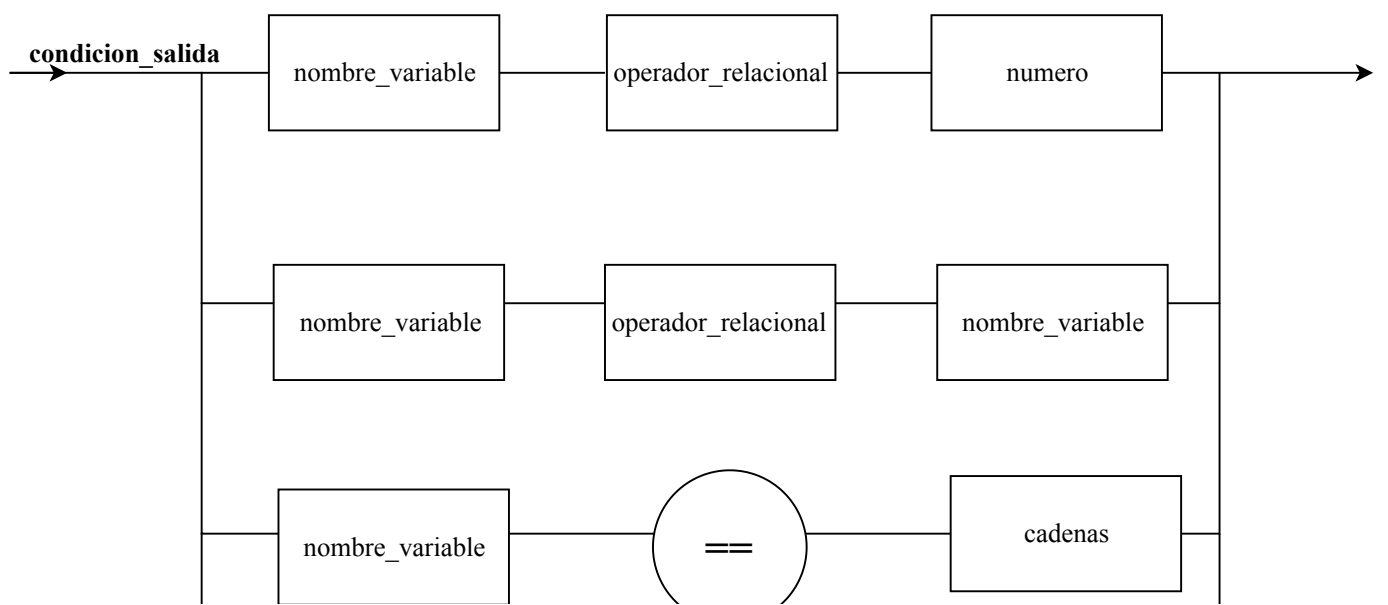 condicion_salida
nombre_variable
operador_relacional
numero
nombre_variable
operador_relacional
nombre_variable
nombre_variable
==
cadenas